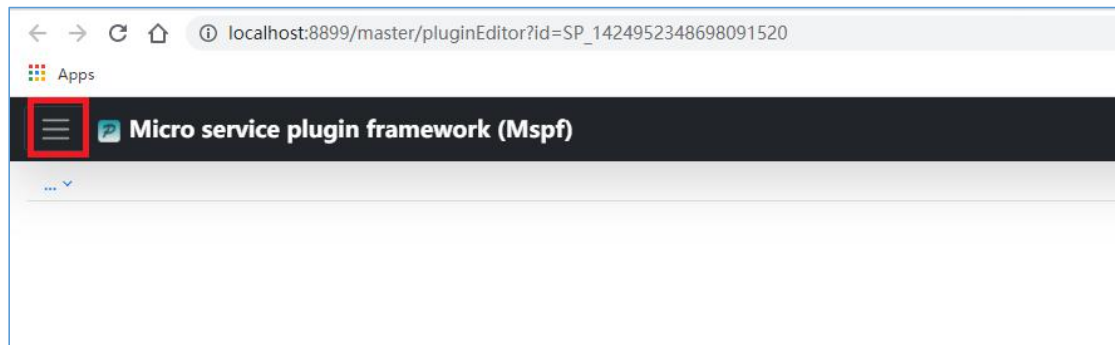 localhost:8899/master/pluginEditor?id=SP_1424952348698091520
Apps
Micro service plugin framework (Mspf)
...